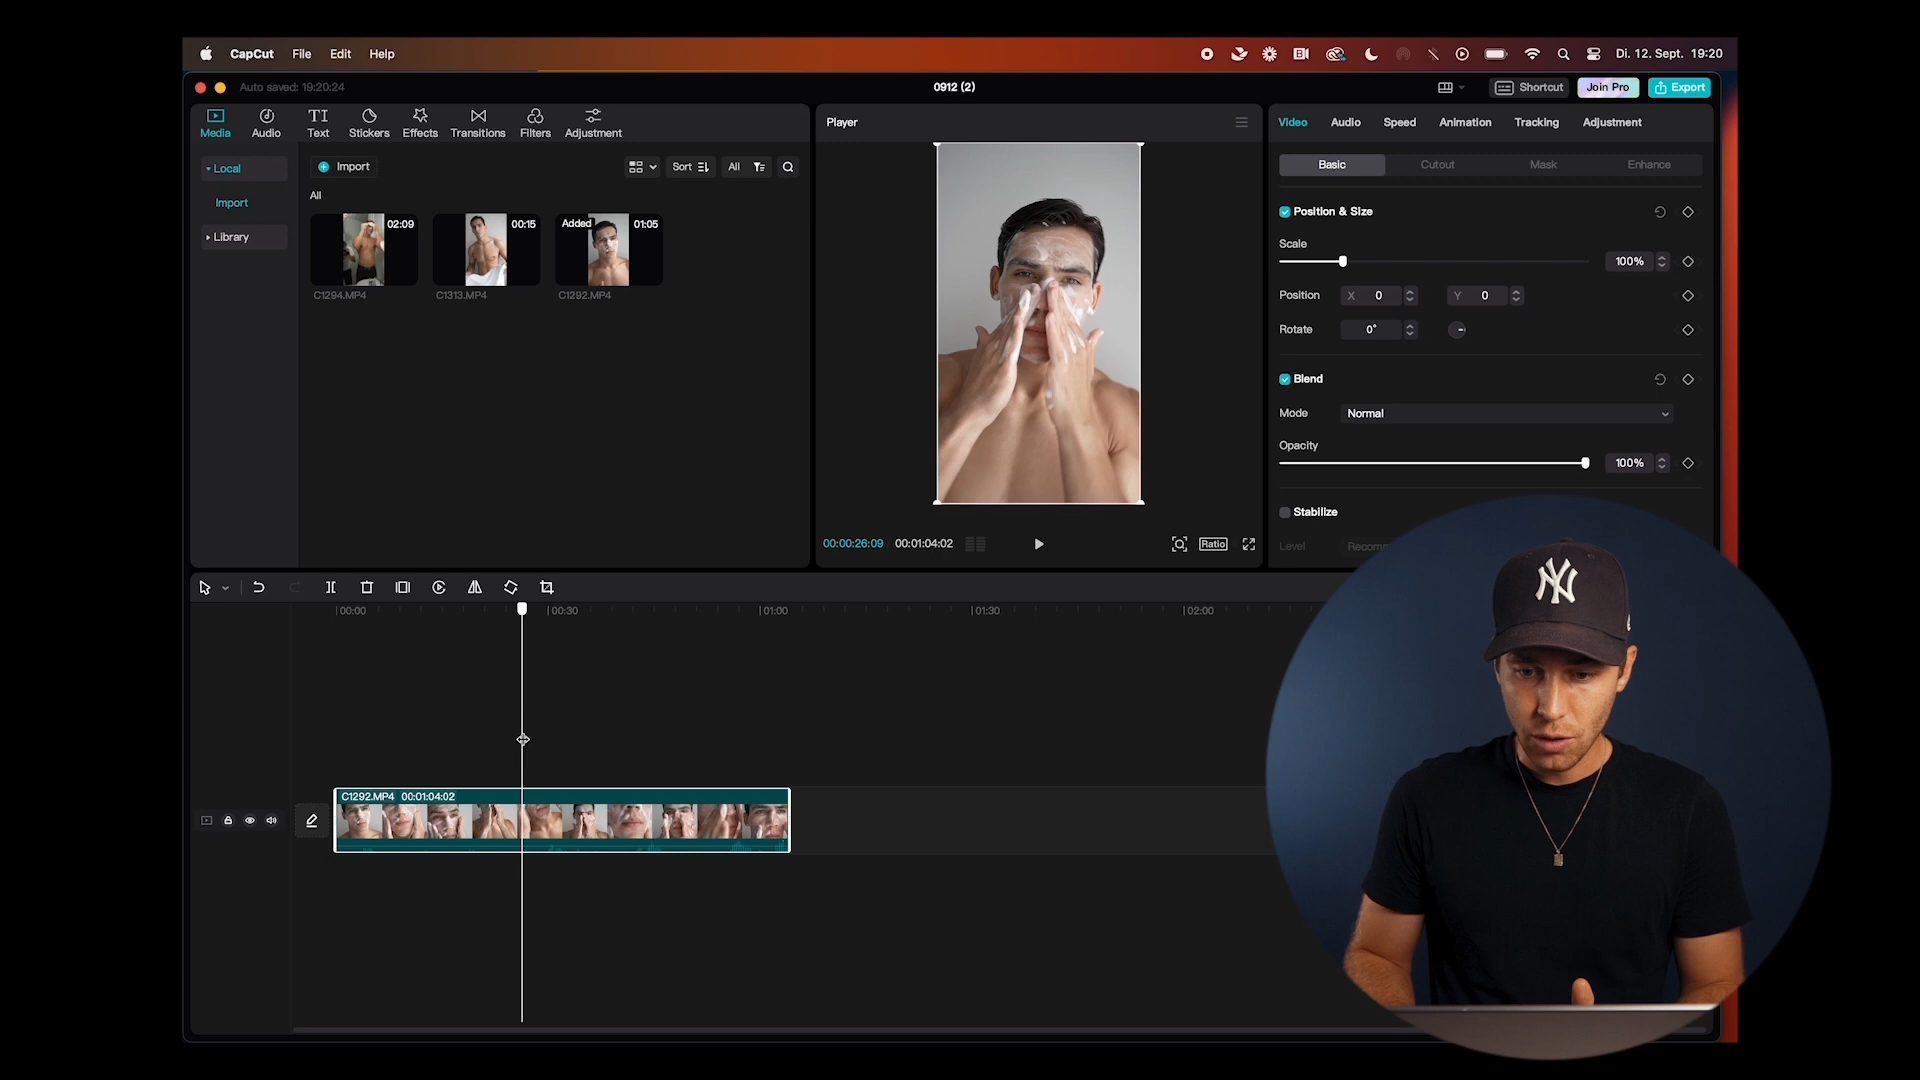 CapCut File Edit Help Di. 12. Sept. 19:20
Auto saved: 19:20:24 0912 (2) Shortcut Join Pro Export
Media Audio Text Stickers Effects Transitions Filters Adjustment
TI
Player
Video Audio Speed Animation Tracking Adjustment
Local
Import
Library
Import Sort All
All
02:09 00:15 Added 01:05
C1294.MP4 C1313.MP4 C1292.MP4
Basic Cutout Mask Enhance
Position & Size
Scale
100%
Position X 0 Y 0
Rotate 0°
Blend
Mode Normal
Opacity
100%
Stabilize
Level Recom
00:00:26:09 00:01:04:02 Ratio
00:00 00:30 01:00 01:30 02:00
C1292.MP4 00:01:04:02
NY